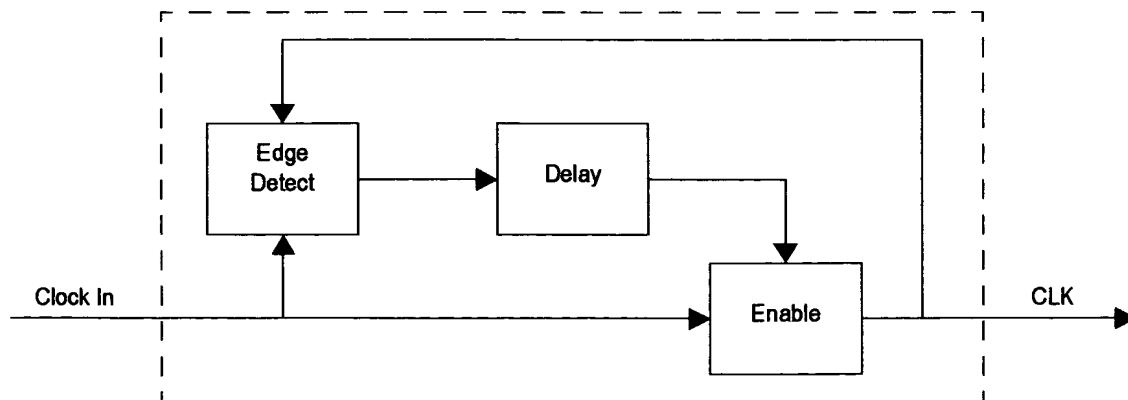 Edge
Detect
Delay
Clock In
Enable
CLK